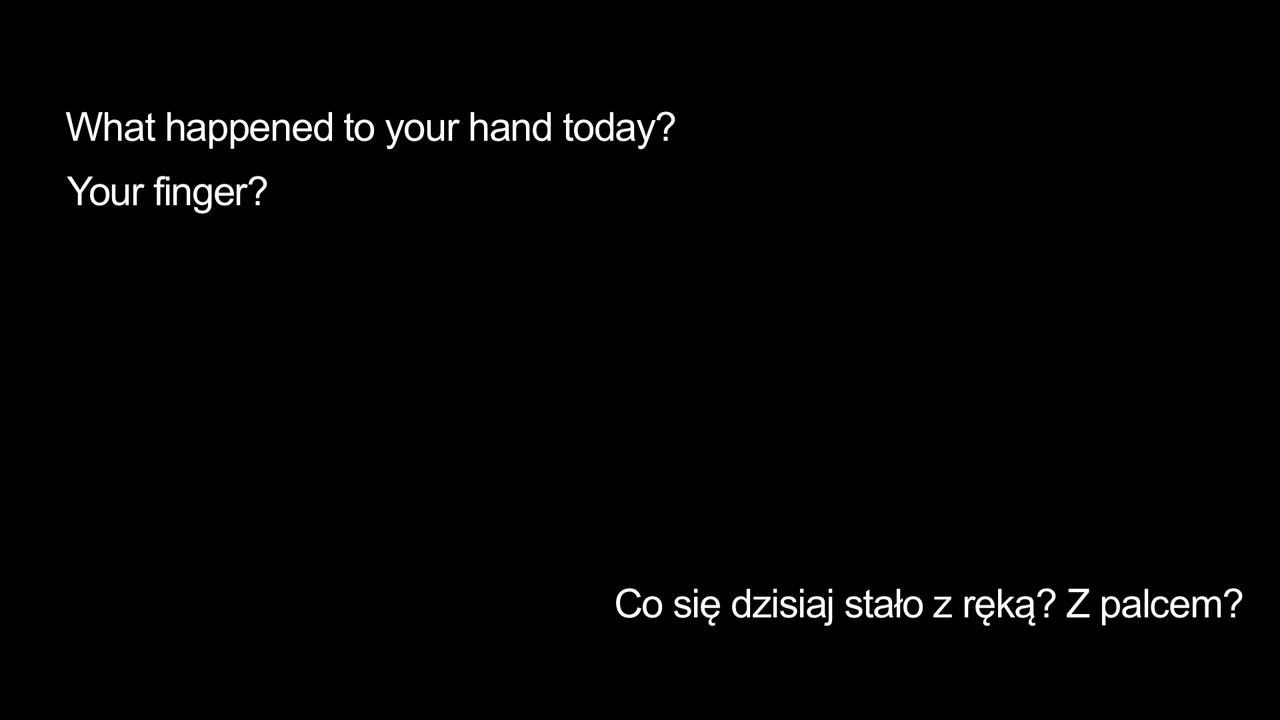 What happened to your hand today?
Your finger?
Co się dzisiaj stało z ręką? Z palcem?